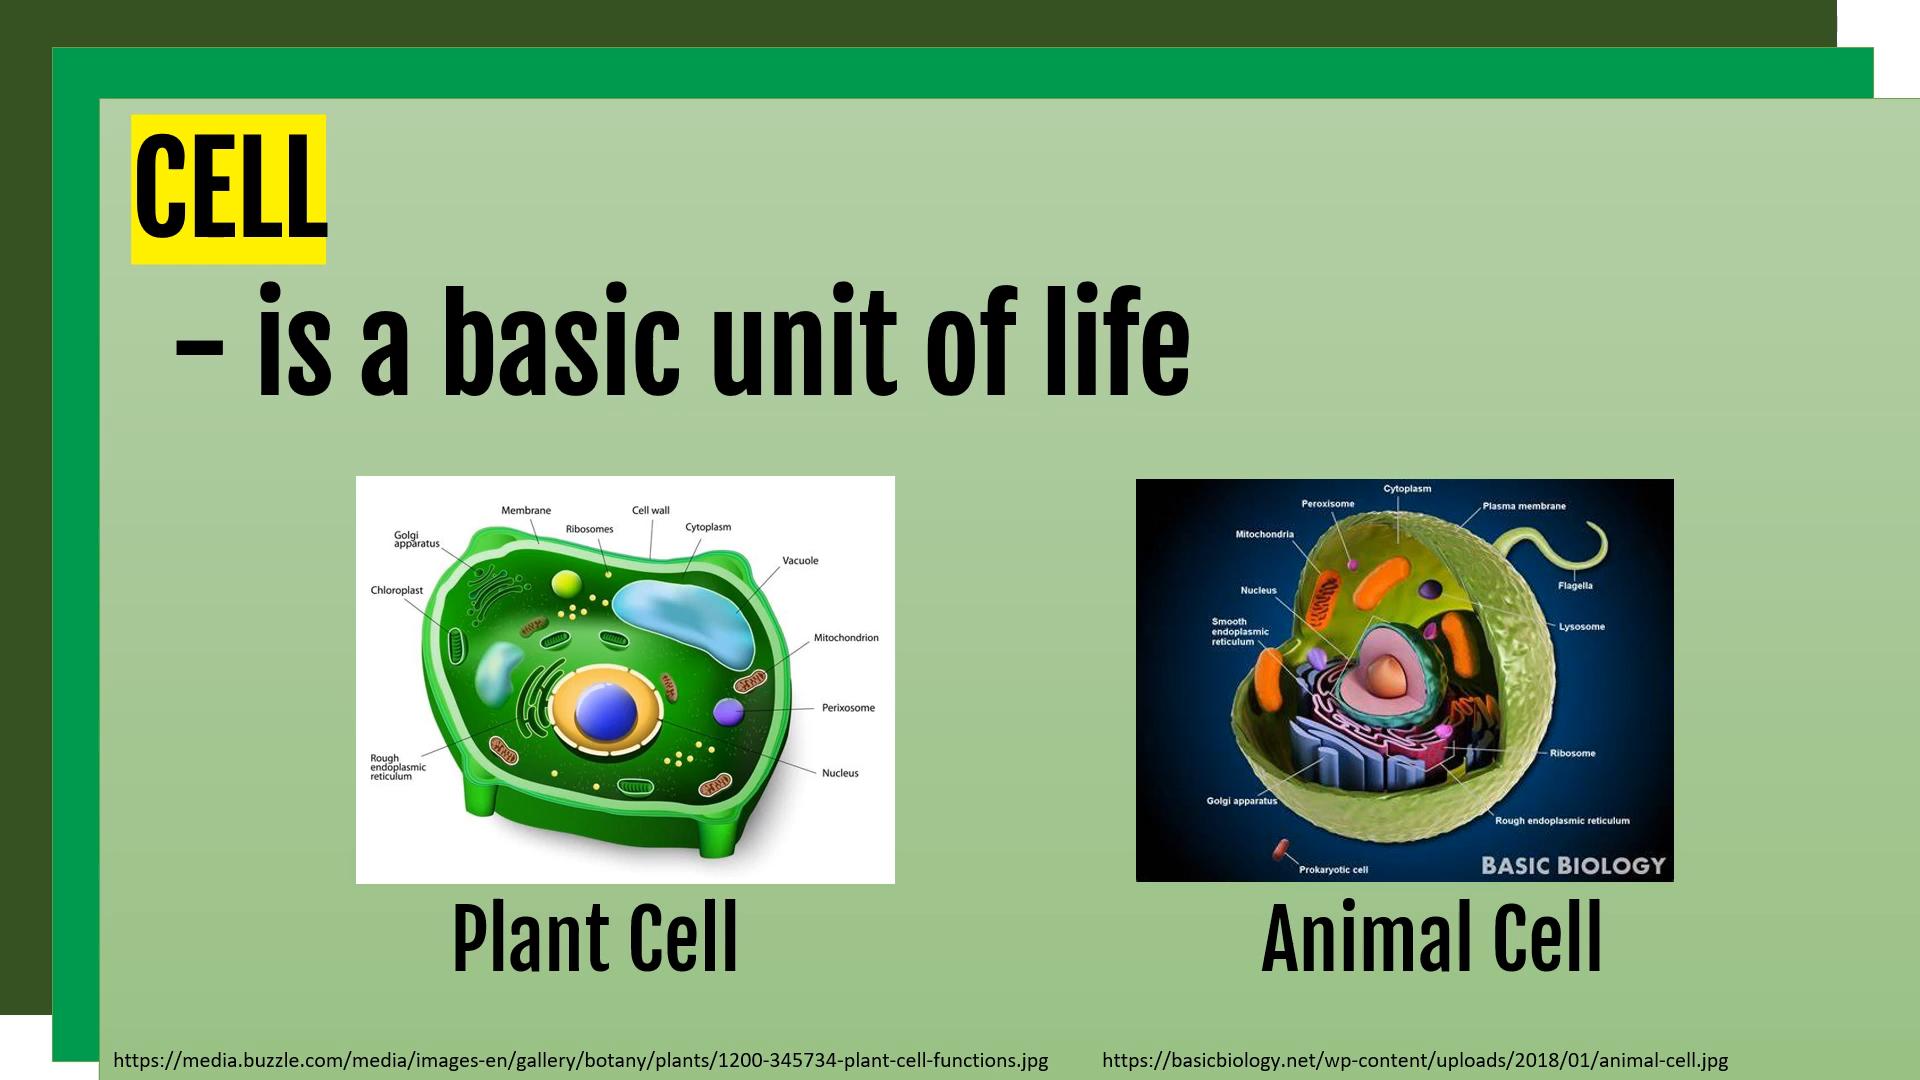 CELL
– is a basic unit of life
Membrane
Cell wall
Ribosomes
Cytoplasm
Golgi
apparatus
Vacuole
Chloroplast
Mitochondrion
Perixosome
Rough
endoplasmic
reticulum
Nucleus
Plant Cell
Cytoplasm
Peroxisome
Plasma membrane
Mitochondria
Flagella
Nucleus
Smooth
endoplasmic
reticulum
Lysosome
Ribosome
Golgi apparatus
Rough endoplasmic reticulum
Prokaryotic cell
BASIC BIOLOGY
Animal Cell
https://media.buzzle.com/media/images-en/gallery/botany/plants/1200-345734-plant-cell-functions.jpg
https://basicbiology.net/wp-content/uploads/2018/01/animal-cell.jpg